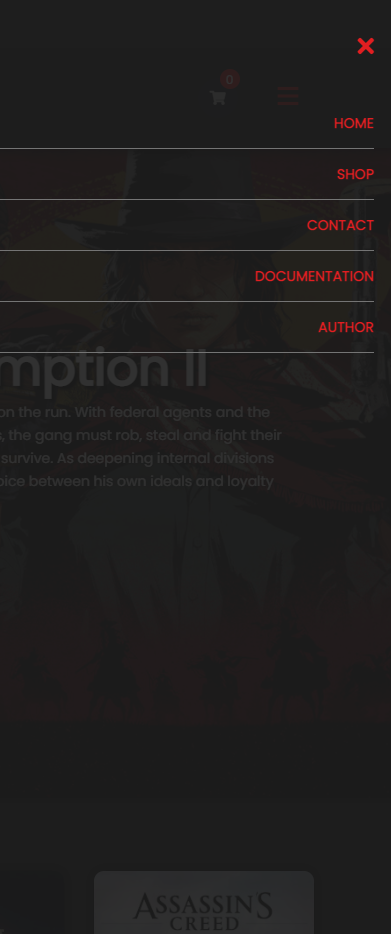 0
HOME
SHOP
CONTACT
DOCUMENTATION
AUTHOR
mption II
on the run. With federal agents and the
, the gang must rob, steal and fight their
survive. As deepening internal divisions
between his own ideals and loyalty
ASSASSIN'S
CREED